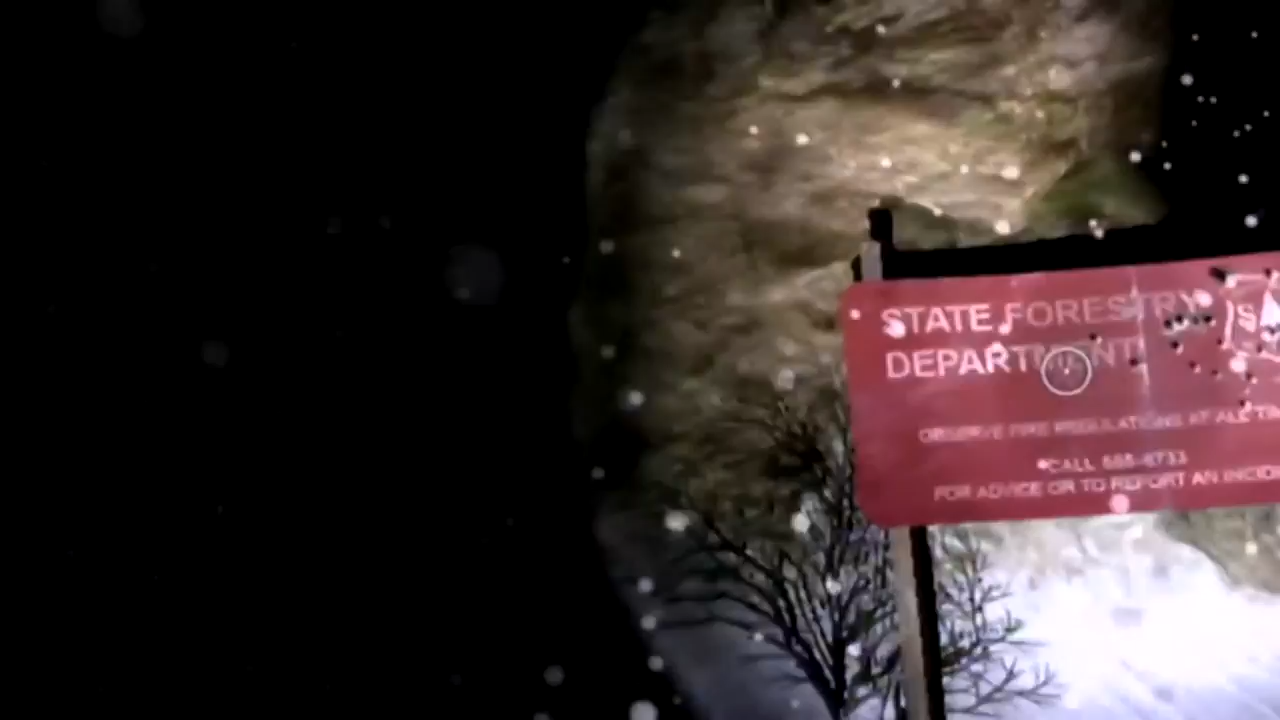 STATE FORESTRY
DEPARTMENT
OBSERVE FIRE REGULATIONS AT ALL
CALL
FOR ADVICE OR TO REPORT AN